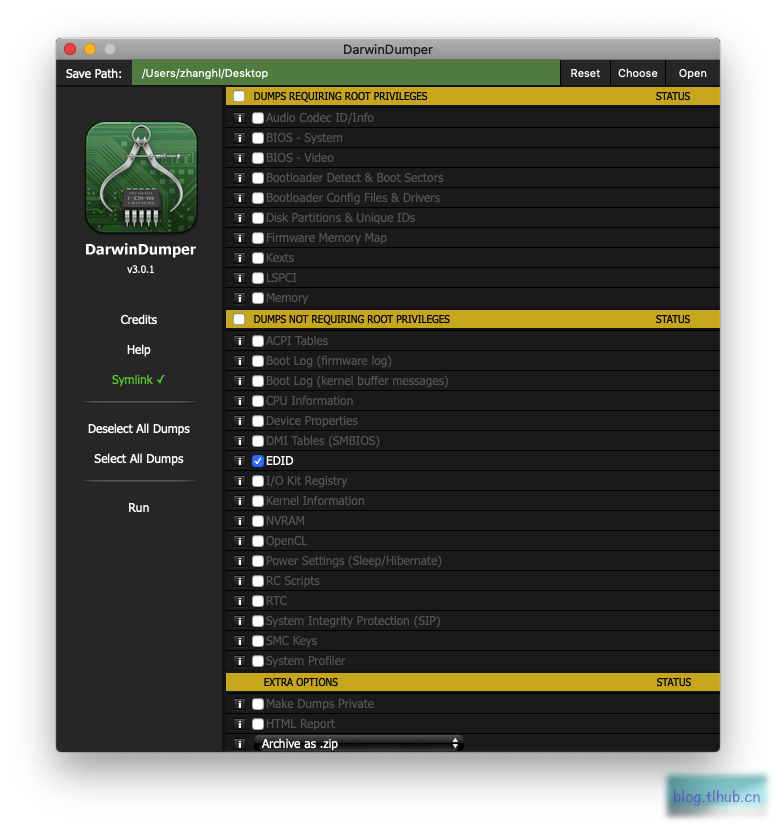 DarwinDumper
Save Path: /Users/zhanghl/Desktop Reset Choose Open
DUMPS REQUIRING ROOT PRIVILEGES STATUS
Audio Codec ID/Info
BIOS - System
BIOS - Video
Bootloader Detect & Boot Sectors
Bootloader Config Files & Drivers
Disk Partitions & Unique IDs
Firmware Memory Map
Kexts
LSPCI
Memory
DarwinDumper
v3.0.1
Credits
Help
Symlink ✓
Deselect All Dumps
Select All Dumps
Run
DUMPS NOT REQUIRING ROOT PRIVILEGES STATUS
ACPI Tables
Boot Log (firmware log)
Boot Log (kernel buffer messages)
CPU Information
Device Properties
DMI Tables (SMBIOS)
EDID
I/O Kit Registry
Kernel Information
NVRAM
OpenCL
Power Settings (Sleep/Hibernate)
RC Scripts
RTC
System Integrity Protection (SIP)
SMC Keys
System Profiler
EXTRA OPTIONS STATUS
Make Dumps Private
HTML Report
Archive as .zip
blog.tlhub.cn